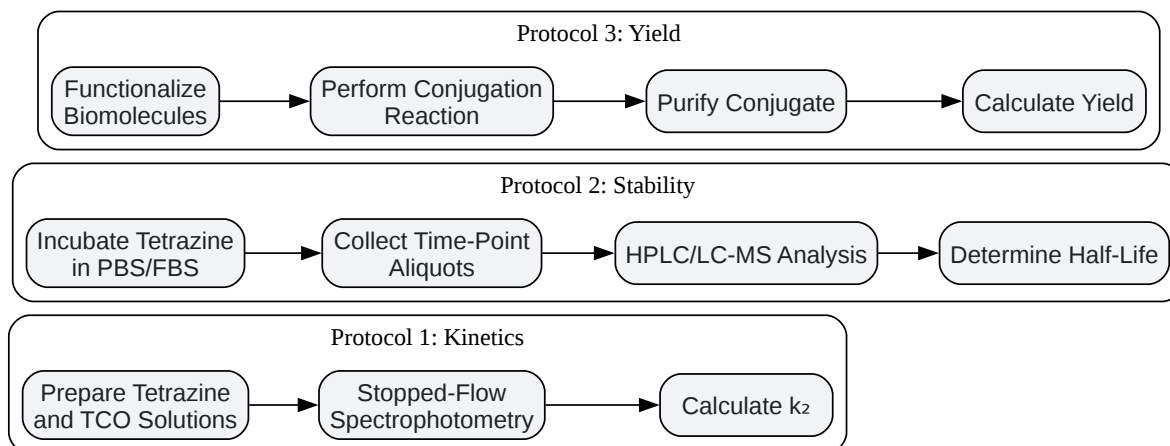 Protocol 3: Yield
Functionalize
Biomolecules
Perform Conjugation
Reaction
Purify Conjugate
Calculate Yield
Protocol 2: Stability
Incubate Tetrazine
in PBS/FBS
Collect Time-Point
Aliquots
HPLC/LC-MS Analysis
Determine Half-Life
Protocol 1: Kinetics
Prepare Tetrazine
and TCO Solutions
Stopped-Flow
Spectrophotometry
Calculate k₂